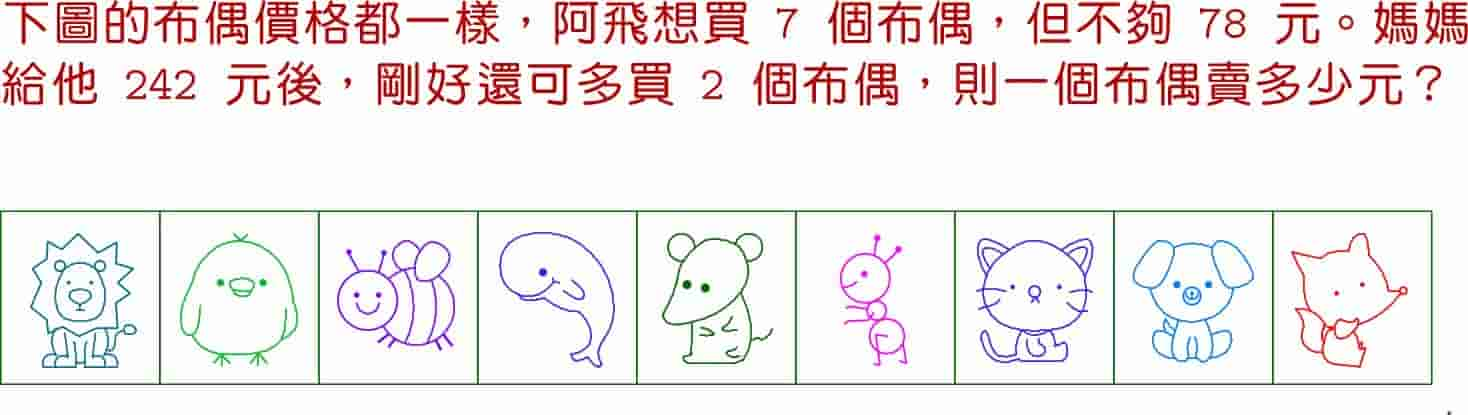 下圖的布偶價格都一樣，阿飛想買 7 個布偶，但不夠 78 元。媽媽
給他 242 元後，剛好還可多買 2 個布偶，則一個布偶賣多少元？